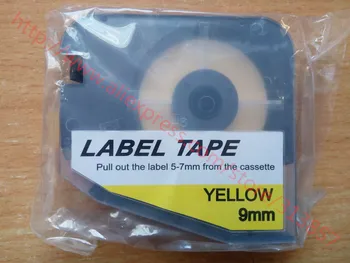 LABEL TAPE
Pull out the label 5-7mm from the cassette
YELLOW
9mm